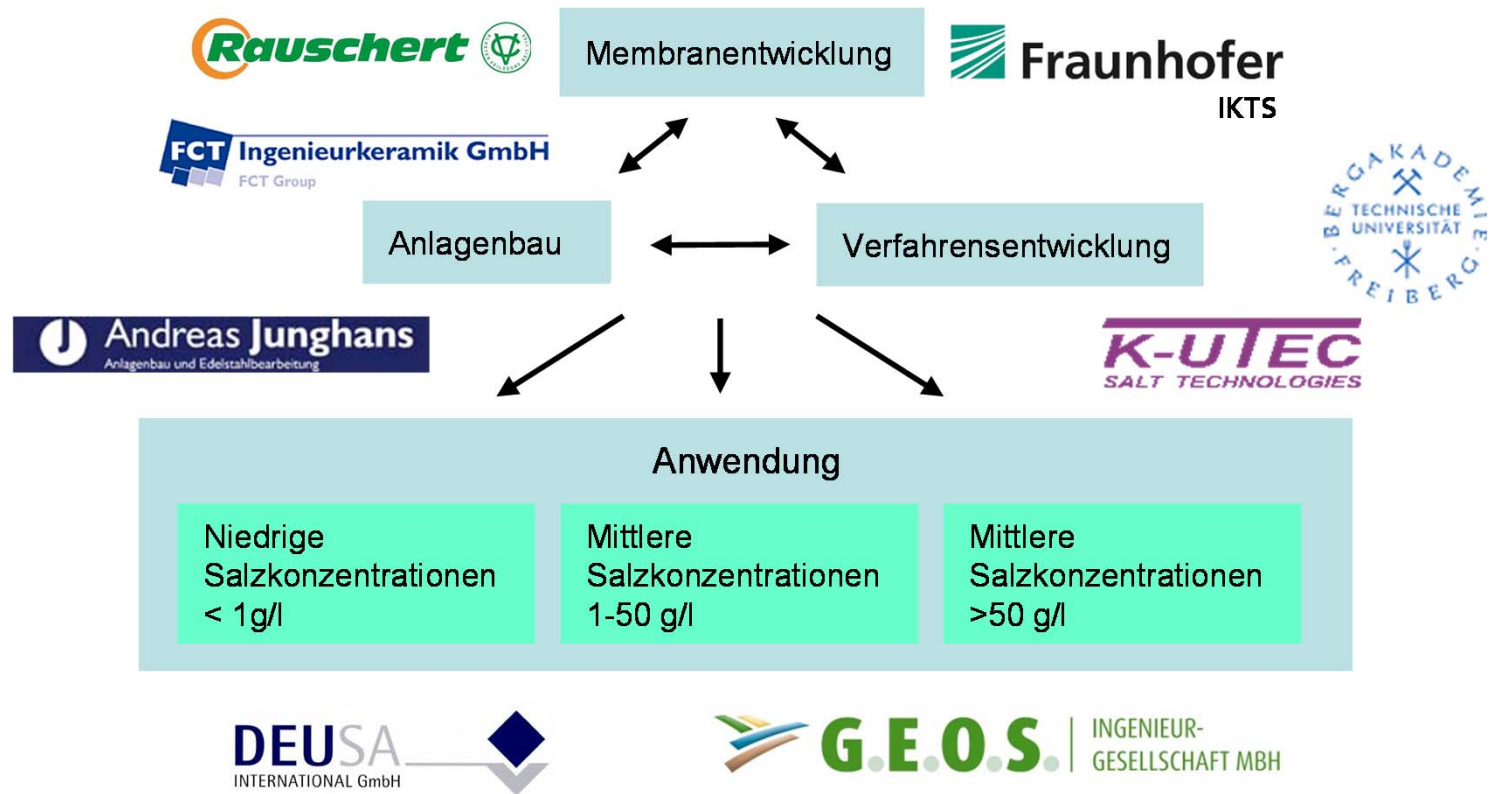 Rauschert
Membranentwicklung
Fraunhofer
IKTS
FCT Ingenieurkeramik GmbH
FCT Group
BERGAKADEMIE
TECHNISCHE
UNIVERSITÄT
FREIBERG
Anlagenbau
Verfahrensentwicklung
Andreas Junghans
Anlagenbau und Edelstahlbearbeitung
K-UTEC
SALT TECHNOLOGIES
Anwendung
Niedrige
Salzkonzentrationen
< 1g/l
Mittlere
Salzkonzentrationen
1-50 g/l
Mittlere
Salzkonzentrationen
>50 g/l
DEUSA
INTERNATIONAL GmbH
G.E.O.S.
INGENIEUR-
GESELLSCHAFT MBH